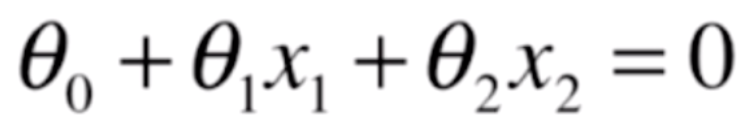 θ₀ + θ₁x₁ + θ₂x₂ = 0